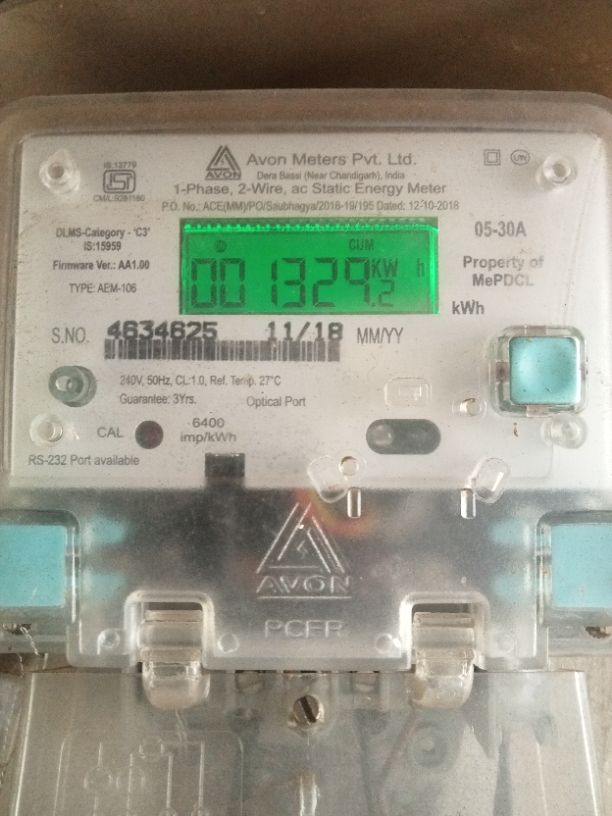 IS:13779
ISI
CM/L:9281160
AVON
Avon Meters Pvt. Ltd.
Dera Bassi (Near Chandigarh), India
1-Phase, 2-Wire, ac Static Energy Meter
P.O. No.: ACE(MM)/PO/Saubhagya/2018-19/195 Dated: 12-10-2018
DLMS-Category - 'C3'
IS:15959
Firmware Ver.: AA1.00
TYPE: AEM-106
CUM
001329.2 KW h
05-30A
Property of
MePDCL
kWh
S.NO. 4634625 11/18 MM/YY
240V, 50Hz, CL:1.0, Ref. Temp. 27°C
Guarantee: 3Yrs. Optical Port
CAL 6400
imp/kWh
RS-232 Port available
AVON